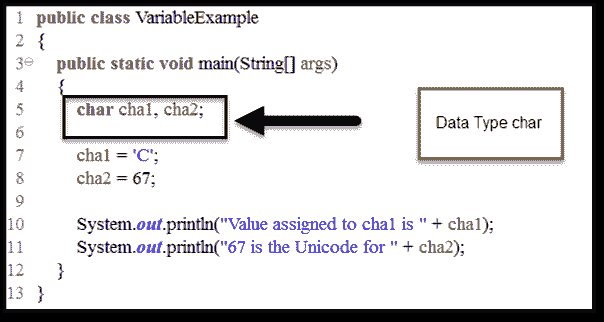 1 public class VariableExample
2 {
3 public static void main(String[] args)
4 {
5 char cha1, cha2;
6
7 cha1 = 'C';
8 cha2 = 67;
9
10 System.out.println("Value assigned to cha1 is " + cha1);
11 System.out.println("67 is the Unicode for " + cha2);
12 }
13 }
Data Type char